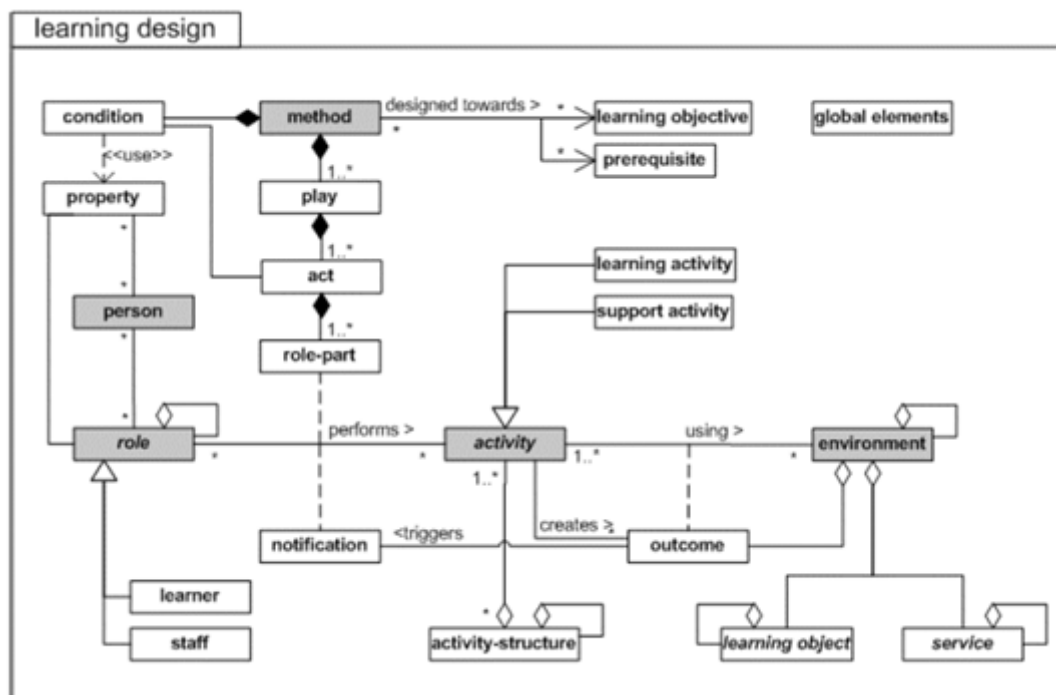 learning design
condition
method
designed towards >
*
*
learning objective
global elements
<<use>>
*
prerequisite
1..*
property
play
*
1..*
act
learning activity
*
person
support activity
*
1..*
role-part
*
role
performs >
activity
using >
environment
*
*
1..*
*
1..*
notification
<triggers
creates >
*
outcome
learner
*
staff
activity-structure
learning object
service